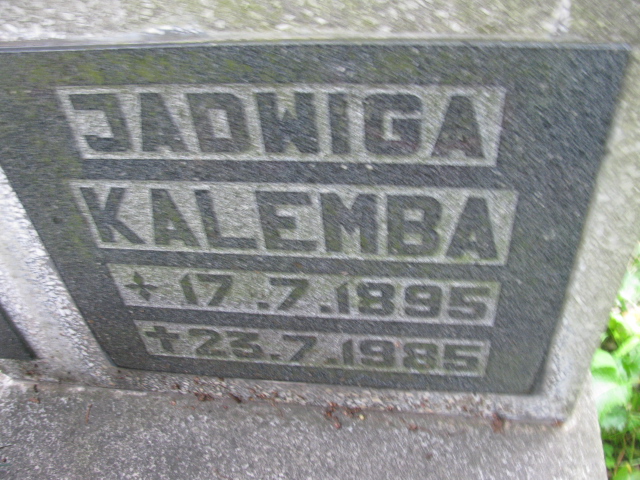 JADWIGA
KALEMBA
+ 17.7.1895
† 23.7.1985